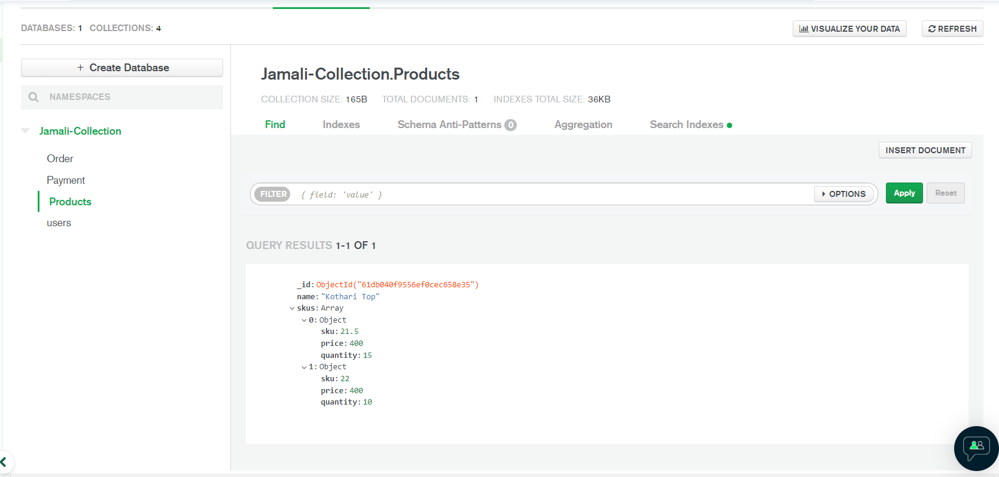 DATABASES: 1 COLLECTIONS: 4
VISUALIZE YOUR DATA
REFRESH
+ Create Database
NAMESPACES
Jamali-Collection
Order
Payment
Products
users
Jamali-Collection.Products
COLLECTION SIZE: 165B TOTAL DOCUMENTS: 1 INDEXES TOTAL SIZE: 36KB
Find Indexes Schema Anti-Patterns 0 Aggregation Search Indexes
INSERT DOCUMENT
FILTER { field: 'value' } OPTIONS Apply Reset
QUERY RESULTS 1-1 OF 1
_id: ObjectId("61db040f9556ef0cec658e35")
name: "Kothari Top"
skus: Array
0: Object
sku: 21.5
price: 400
quantity: 15
1: Object
sku: 22
price: 400
quantity: 10